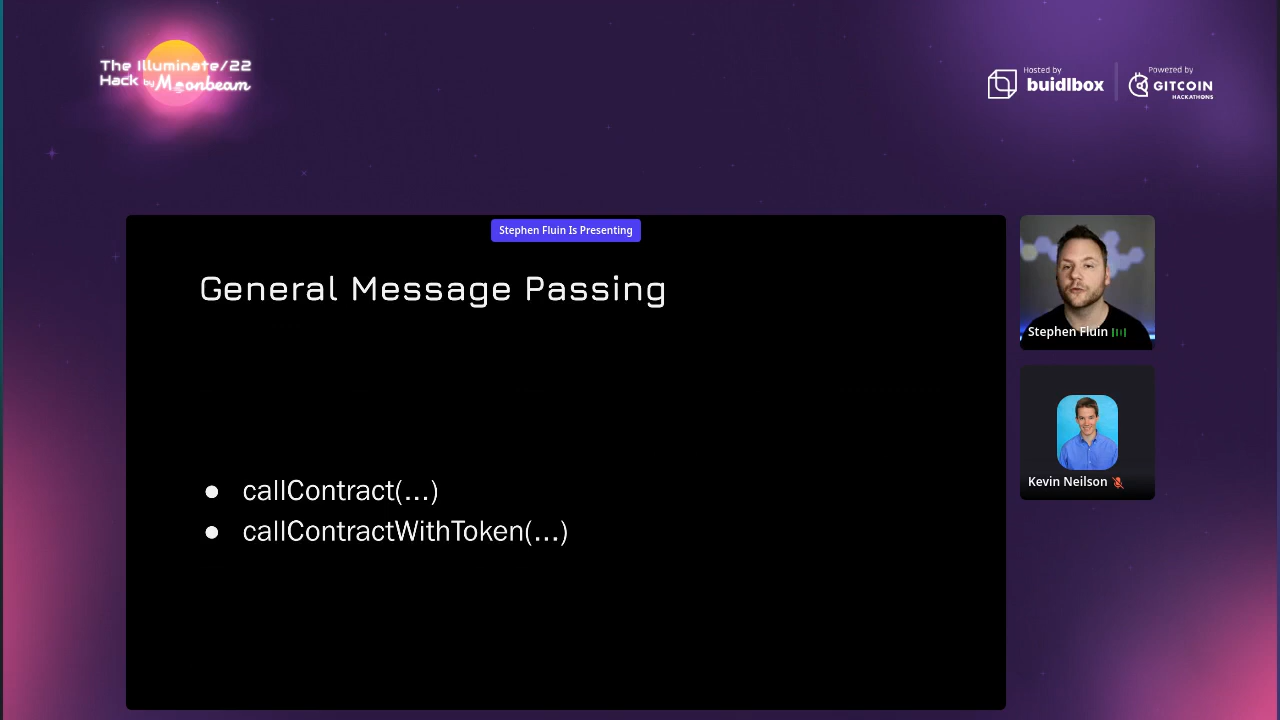 The Illuminate/22
Hack by Moonbeam
Hosted by
buidlbox
Powered by
GITCOIN
HACKATHONS
Stephen Fluin Is Presenting
General Message Passing
● callContract(...)
● callContractWithToken(...)
Stephen Fluin
Kevin Neilson